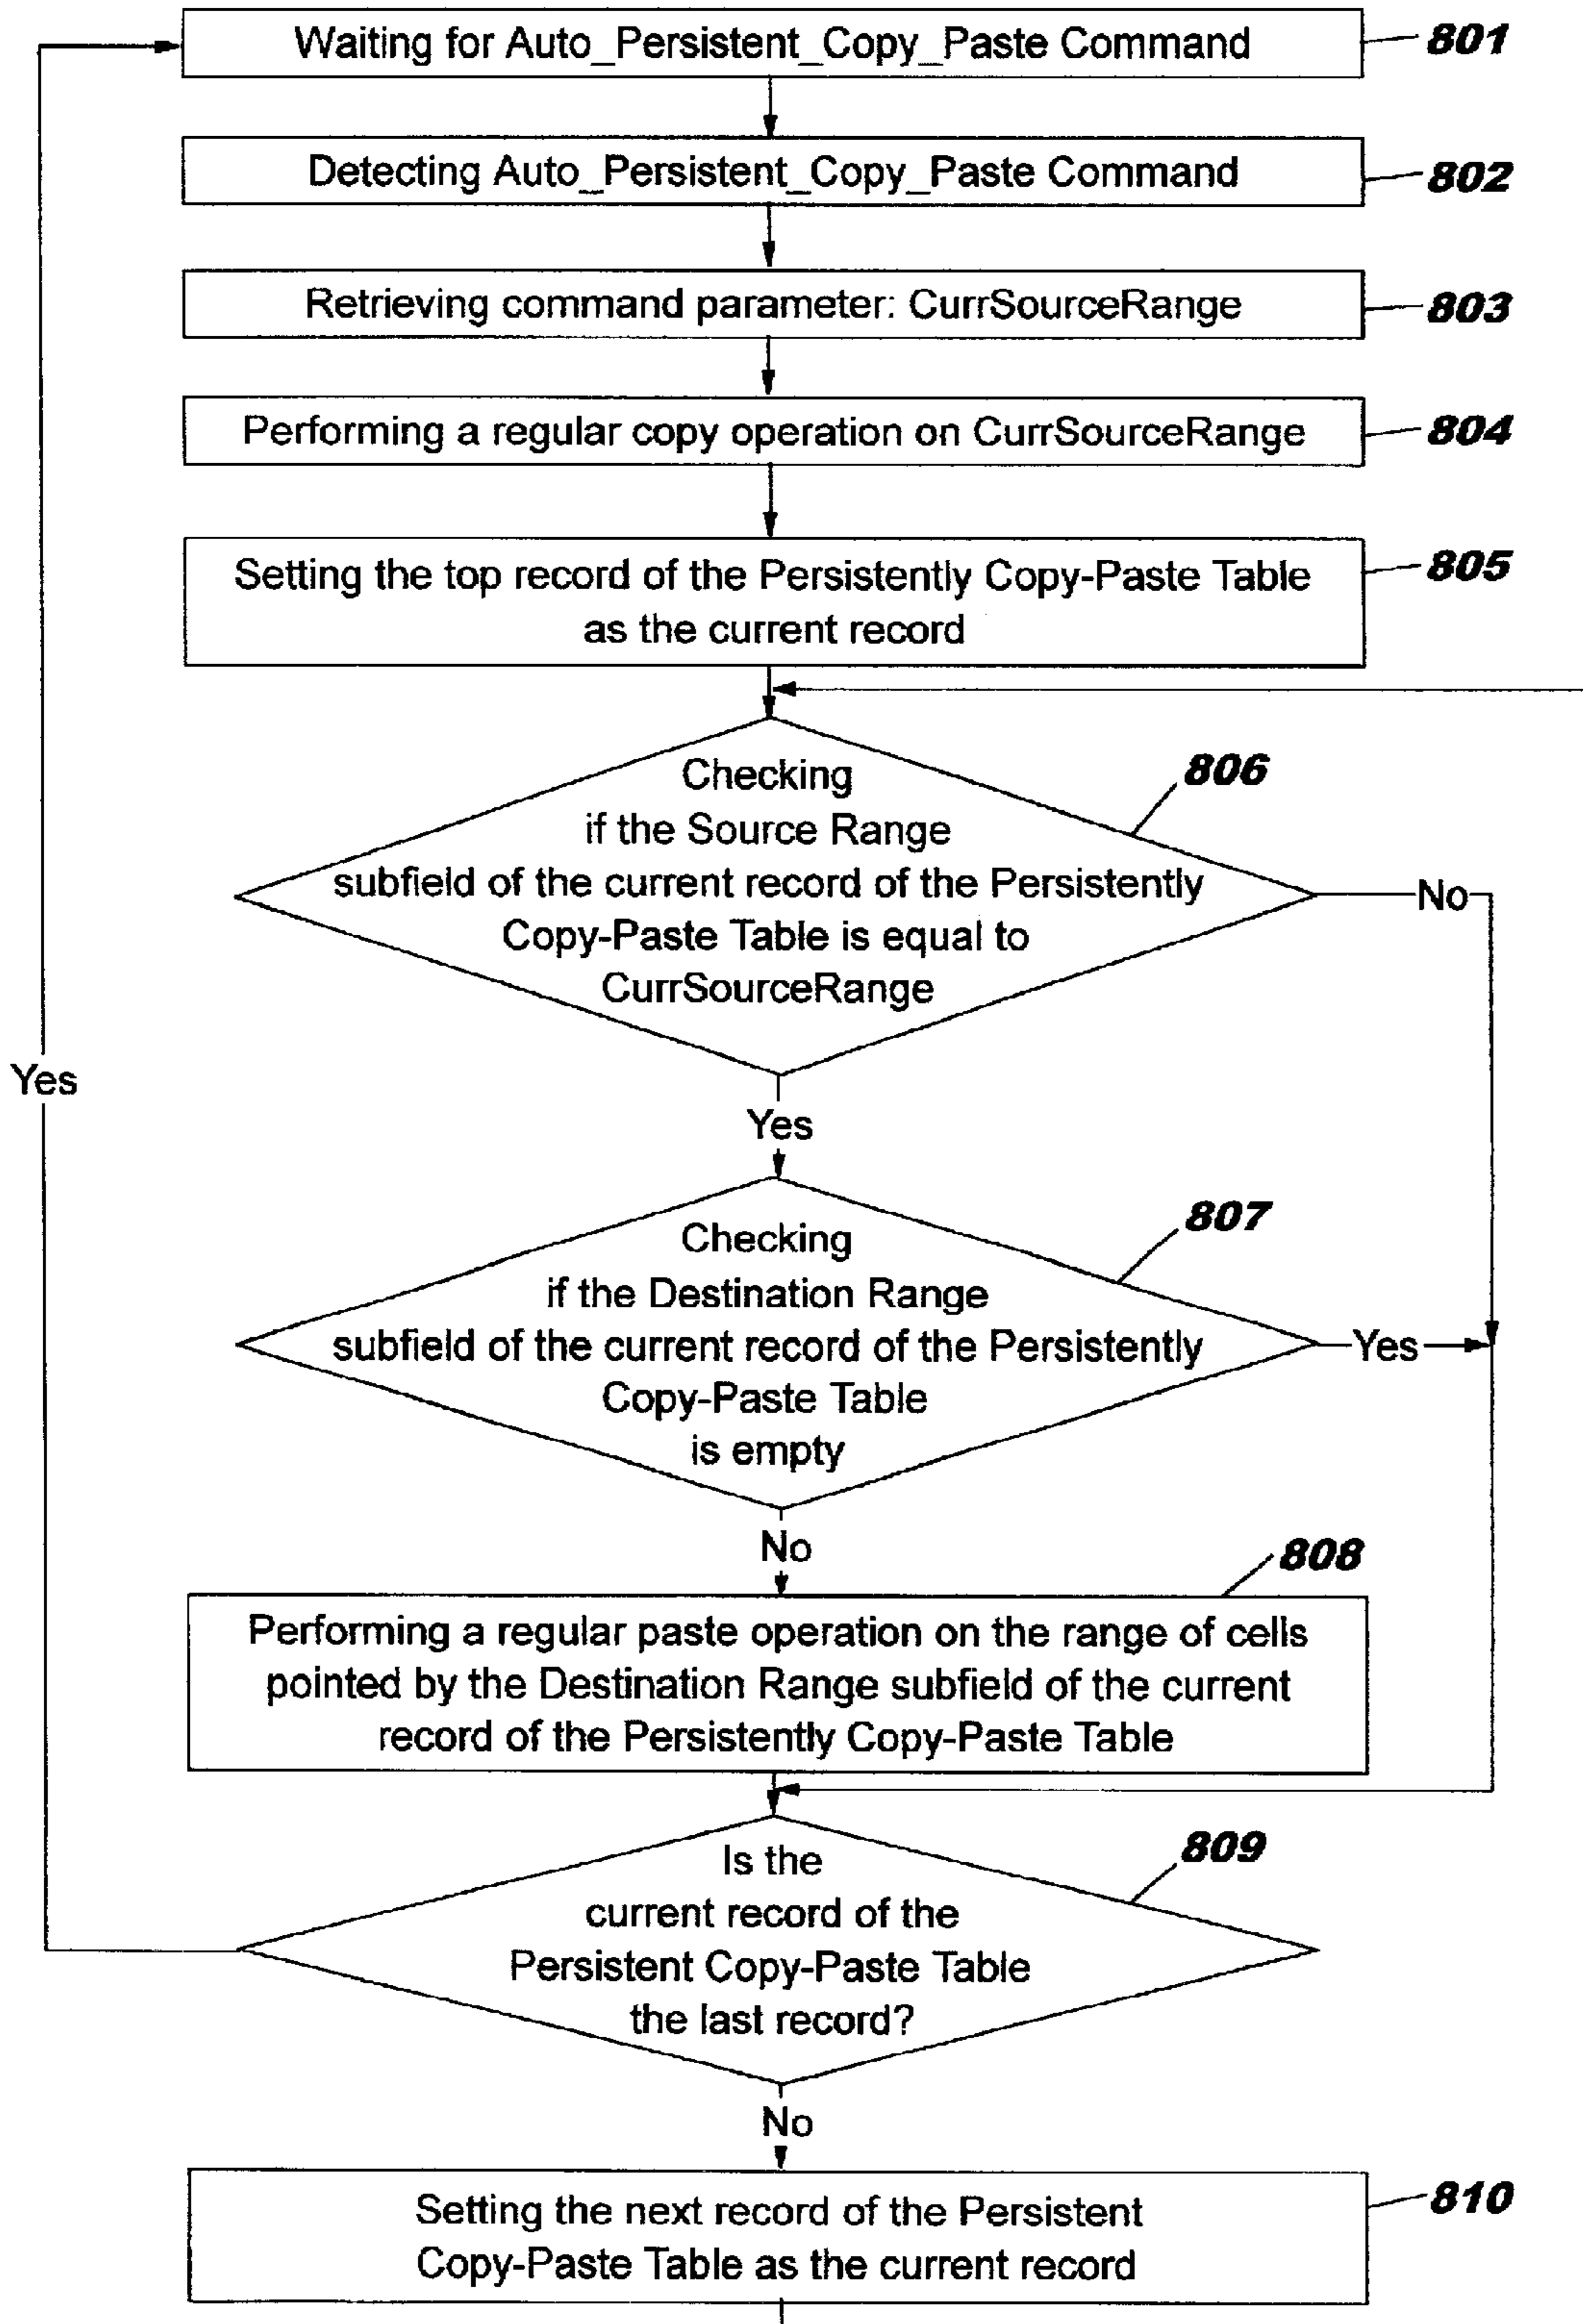 Waiting for Auto_Persistent_Copy_Paste Command
801
Detecting Auto_Persistent_Copy_Paste Command
802
Retrieving command parameter: CurrSourceRange
803
Performing a regular copy operation on CurrSourceRange
804
Setting the top record of the Persistently Copy-Paste Table
as the current record
805
Checking
if the Source Range
subfield of the current record of the Persistently
Copy-Paste Table is equal to
CurrSourceRange
806
No
Yes
Yes
Checking
if the Destination Range
subfield of the current record of the Persistently
Copy-Paste Table
is empty
807
Yes
No
808
Performing a regular paste operation on the range of cells
pointed by the Destination Range subfield of the current
record of the Persistently Copy-Paste Table
Is the
current record of the
Persistent Copy-Paste Table
the last record?
809
No
Setting the next record of the Persistent
Copy-Paste Table as the current record
810